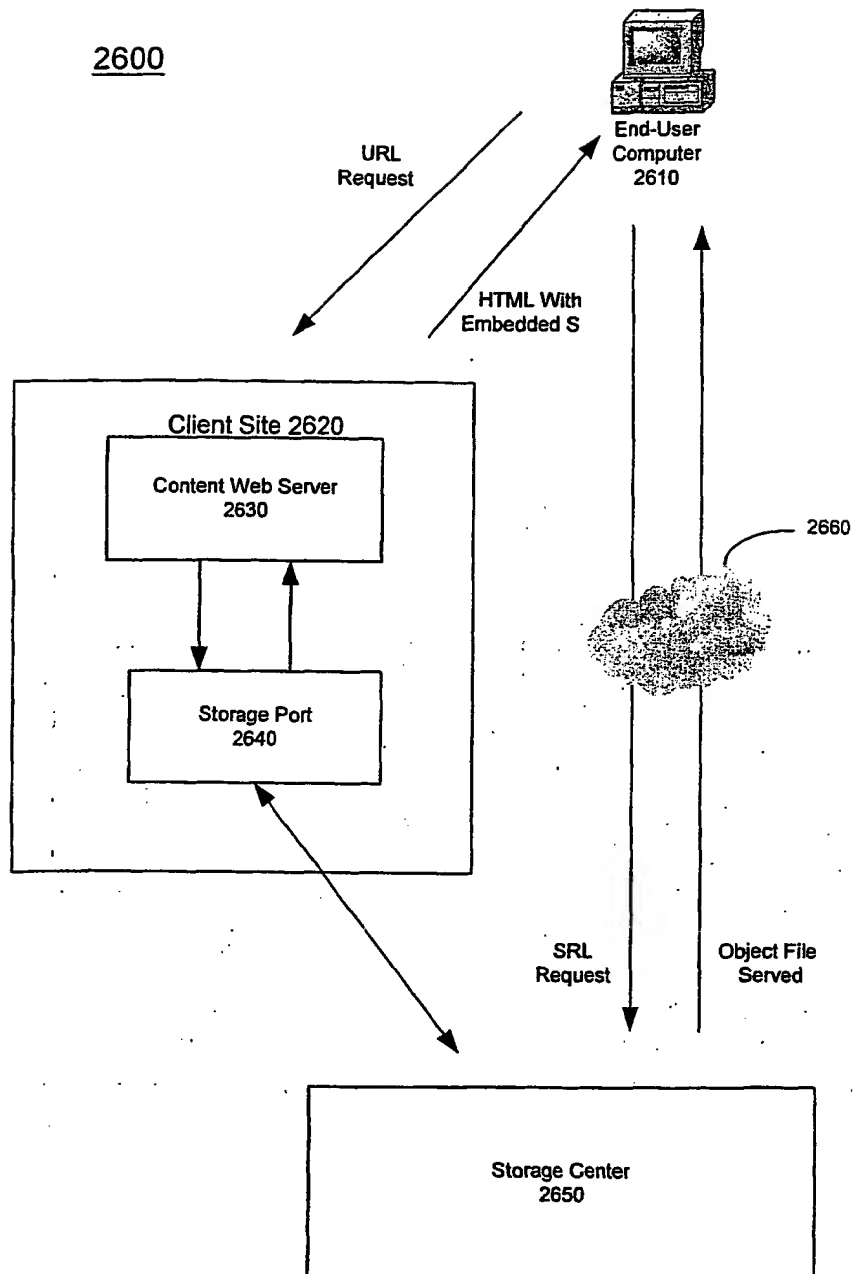 2600
End-User
Computer
2610
URL
Request
HTML With
Embedded S
Client Site 2620
Content Web Server
2630
2660
Storage Port
2640
SRL
Request
Object File
Served
Storage Center
2650